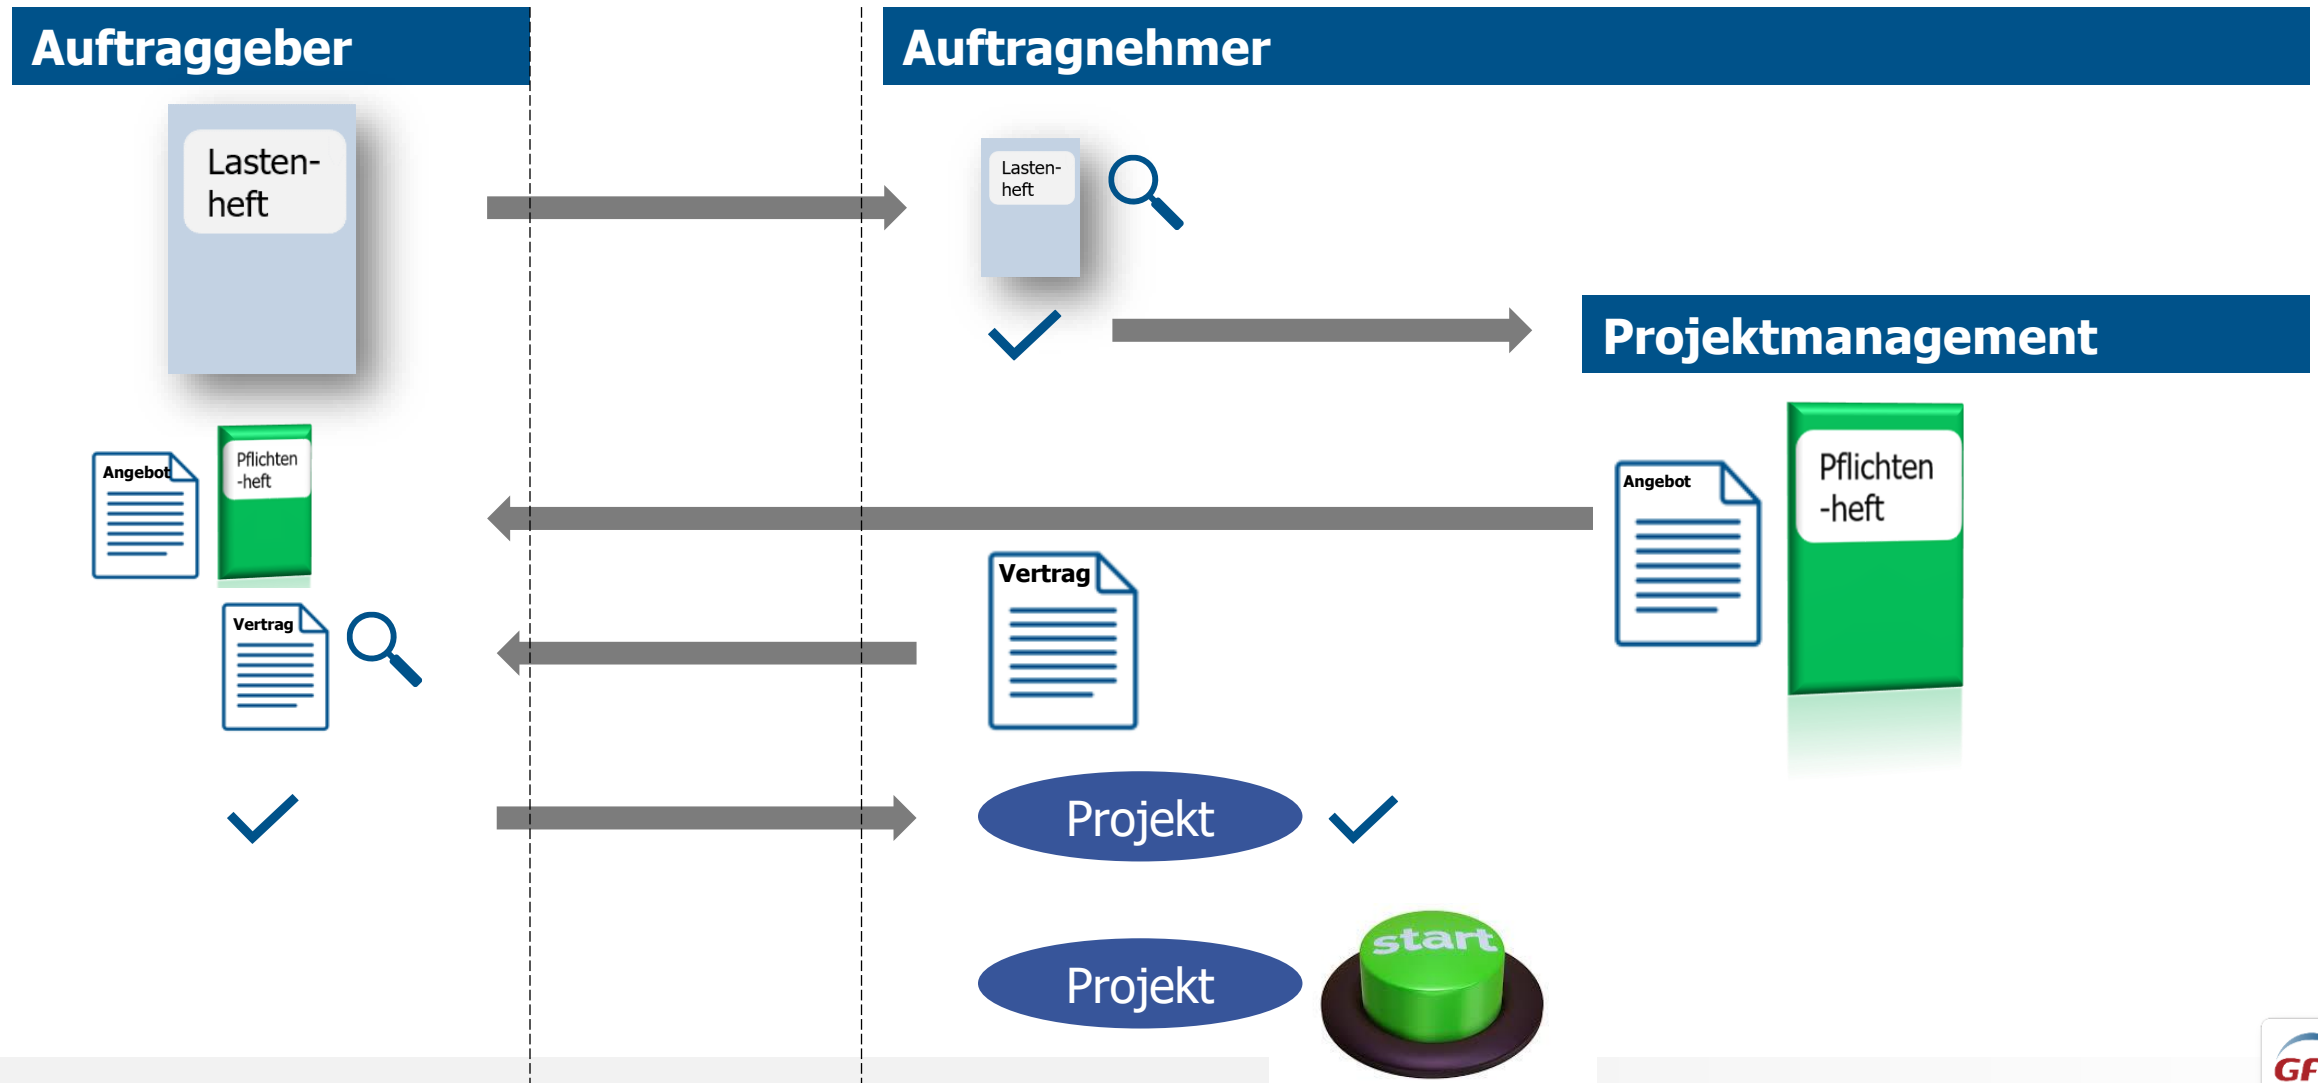 Auftraggeber
Auftragnehmer
Lasten-
heft
Lasten-
heft
Projektmanagement
Angebot
Pflichten
-heft
Angebot
Pflichten
-heft
Vertrag
Vertrag
Projekt
Projekt
start